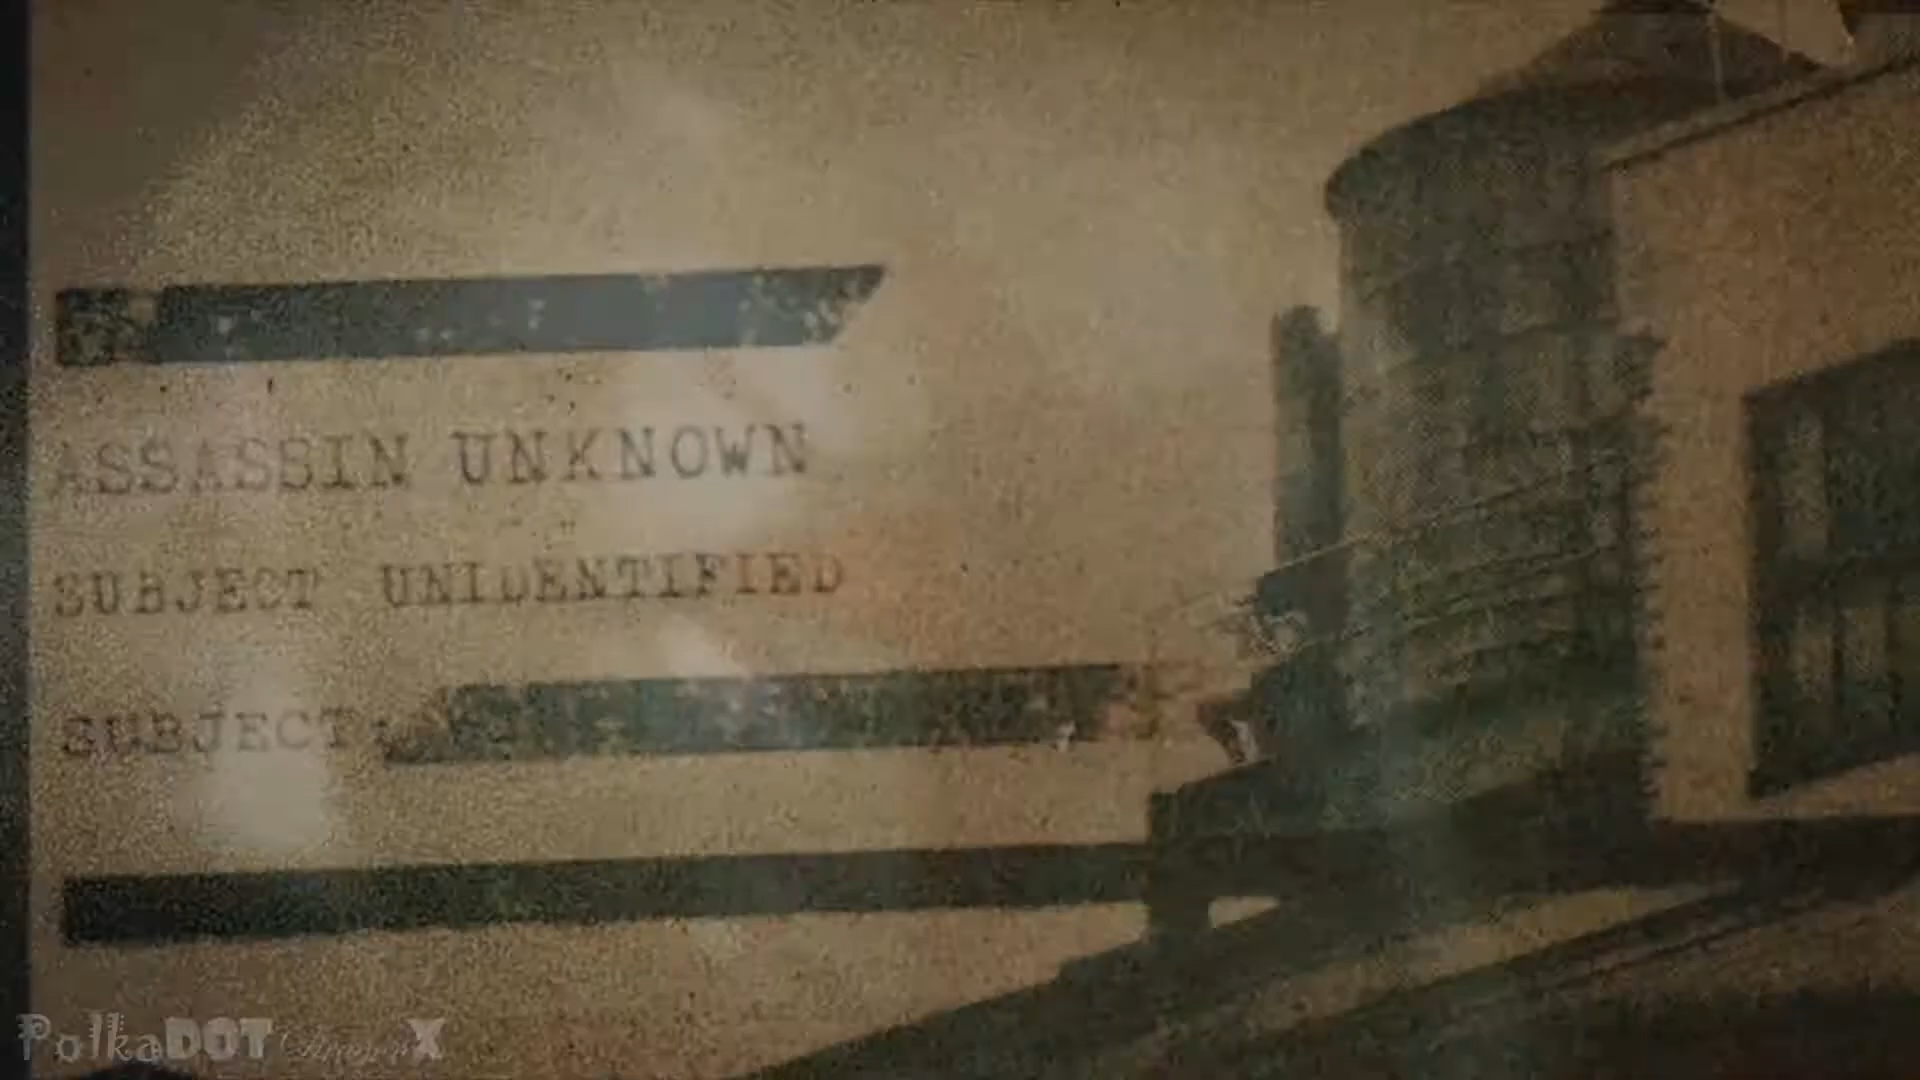 ASSASSIN UNKNOWN
SUBJECT UNIDENTIFIED
SUBJECT
PolkaDOT X